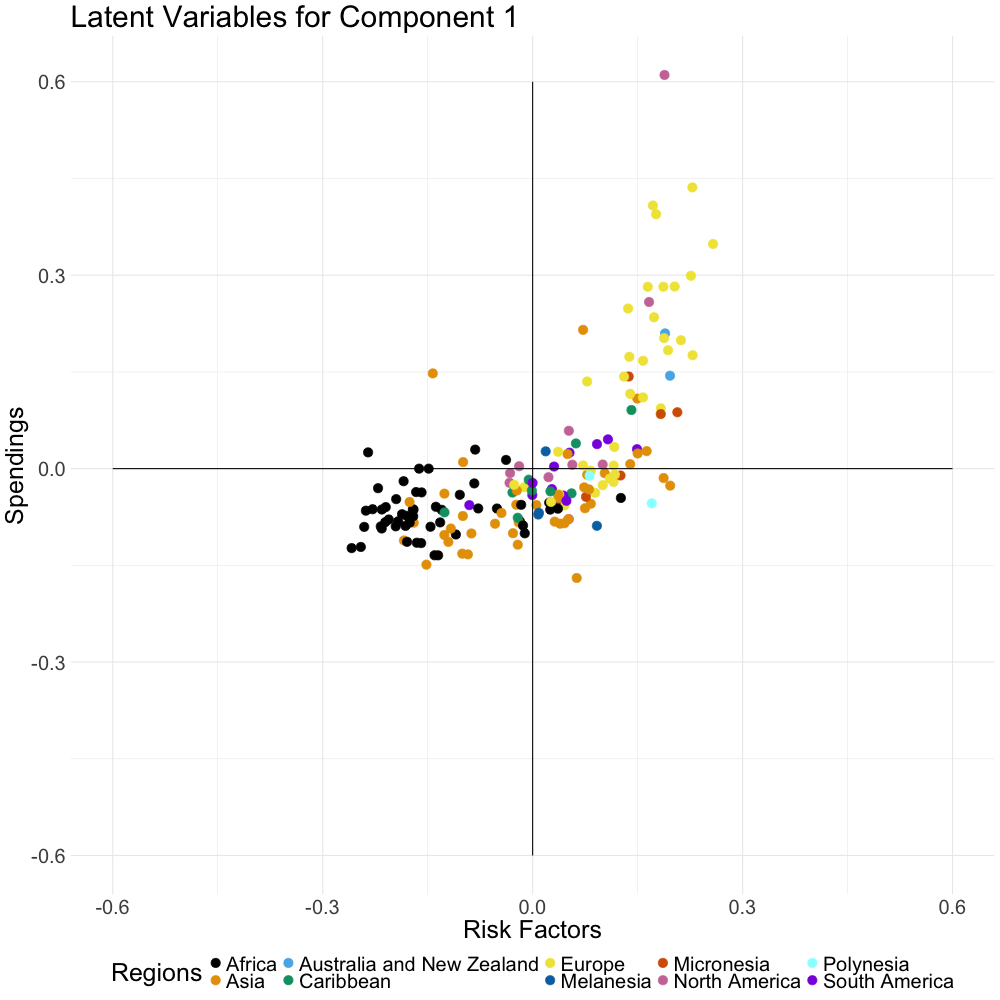 Latent Variables for Component 1
0.6
0.3
0.0
-0.3
-0.6
Spendings
-0.6 -0.3 0.0 0.3 0.6
Risk Factors
Regions
Africa Australia and New Zealand Europe Micronesia Polynesia
Asia Caribbean Melanesia North America South America